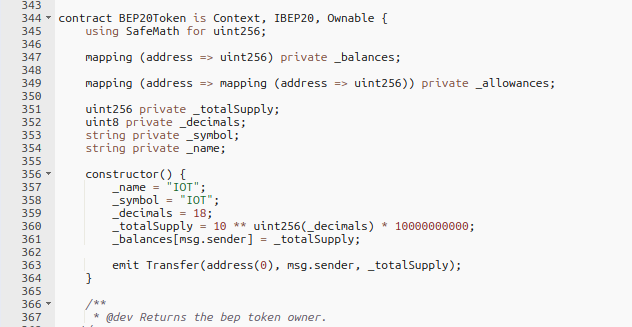 343
344 contract BEP20Token is Context, IBEP20, Ownable {
345 using SafeMath for uint256;
346
347 mapping (address => uint256) private _balances;
348
349 mapping (address => mapping (address => uint256)) private _allowances;
350
351 uint256 private _totalSupply;
352 uint8 private _decimals;
353 string private _symbol;
354 string private _name;
355
356 constructor() {
357 _name = "IOT";
358 _symbol = "IOT";
359 _decimals = 18;
360 _totalSupply = 10 ** uint256(_decimals) * 10000000000;
361 _balances[msg.sender] = _totalSupply;
362
363 emit Transfer(address(0), msg.sender, _totalSupply);
364 }
365
366 /**
367 * @dev Returns the bep token owner.